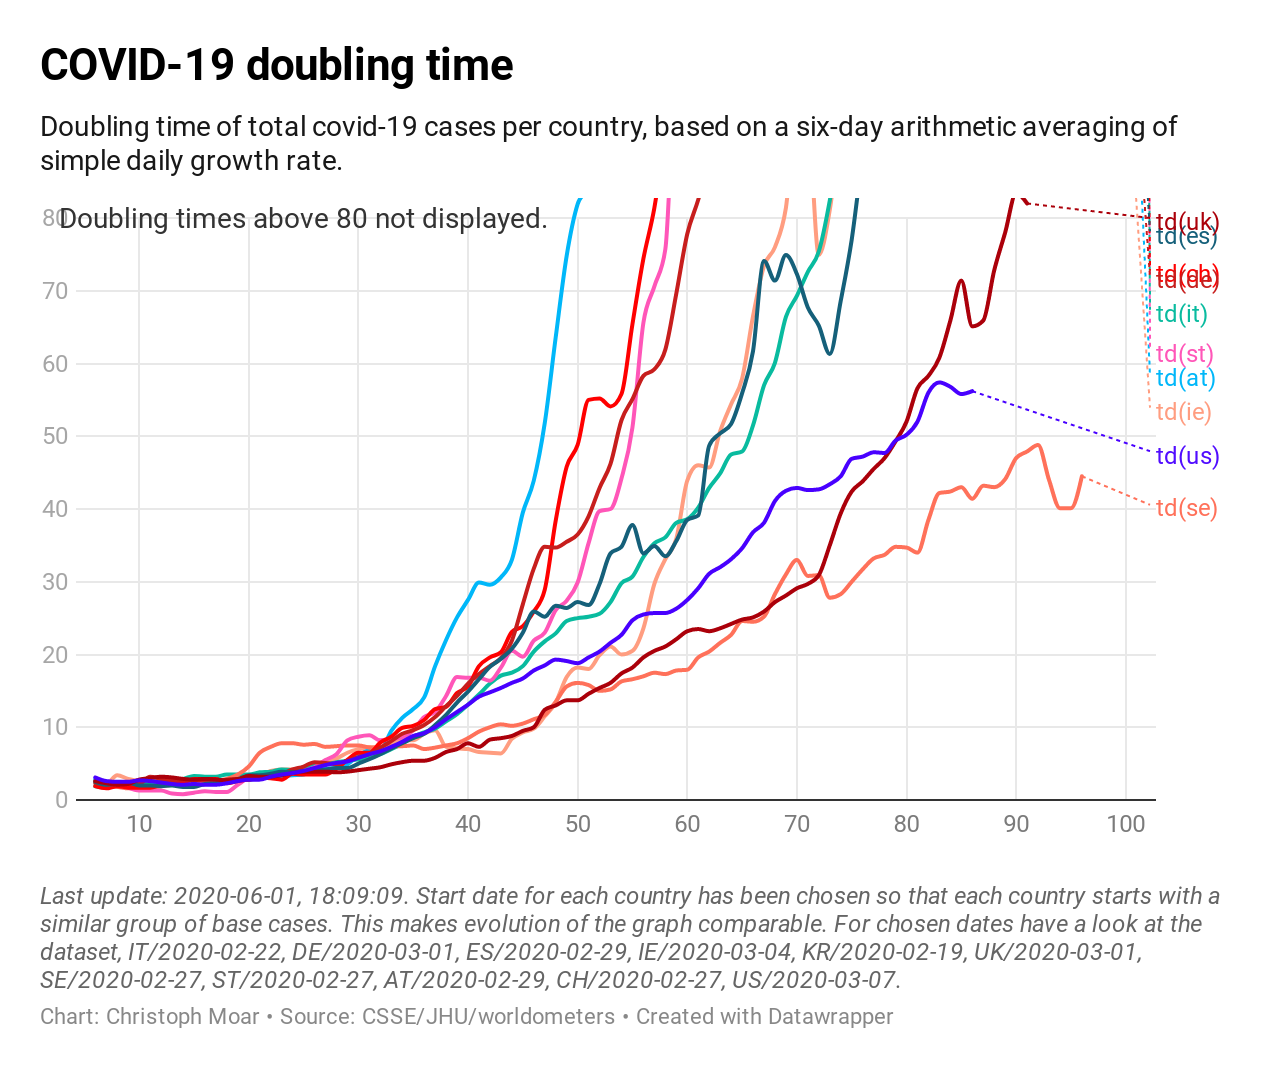 COVID-19 doubling time
Doubling time of total covid-19 cases per country, based on a six-day arithmetic averaging of
simple daily growth rate.
80
Doubling times above 80 not displayed.
td(uk)
td(es)
td(ch)
td(de)
70
td(it)
td(st)
60
td(at)
td(ie)
50
td(us)
40
td(se)
30
20
10
0
10 20 30 40 50 60 70 80 90 100
Last update: 2020-06-01, 18:09:09. Start date for each country has been chosen so that each country starts with a
similar group of base cases. This makes evolution of the graph comparable. For chosen dates have a look at the
dataset, IT/2020-02-22, DE/2020-03-01, ES/2020-02-29, IE/2020-03-04, KR/2020-02-19, UK/2020-03-01,
SE/2020-02-27, ST/2020-02-27, AT/2020-02-29, CH/2020-02-27, US/2020-03-07.
Chart: Christoph Moar • Source: CSSE/JHU/worldometers • Created with Datawrapper